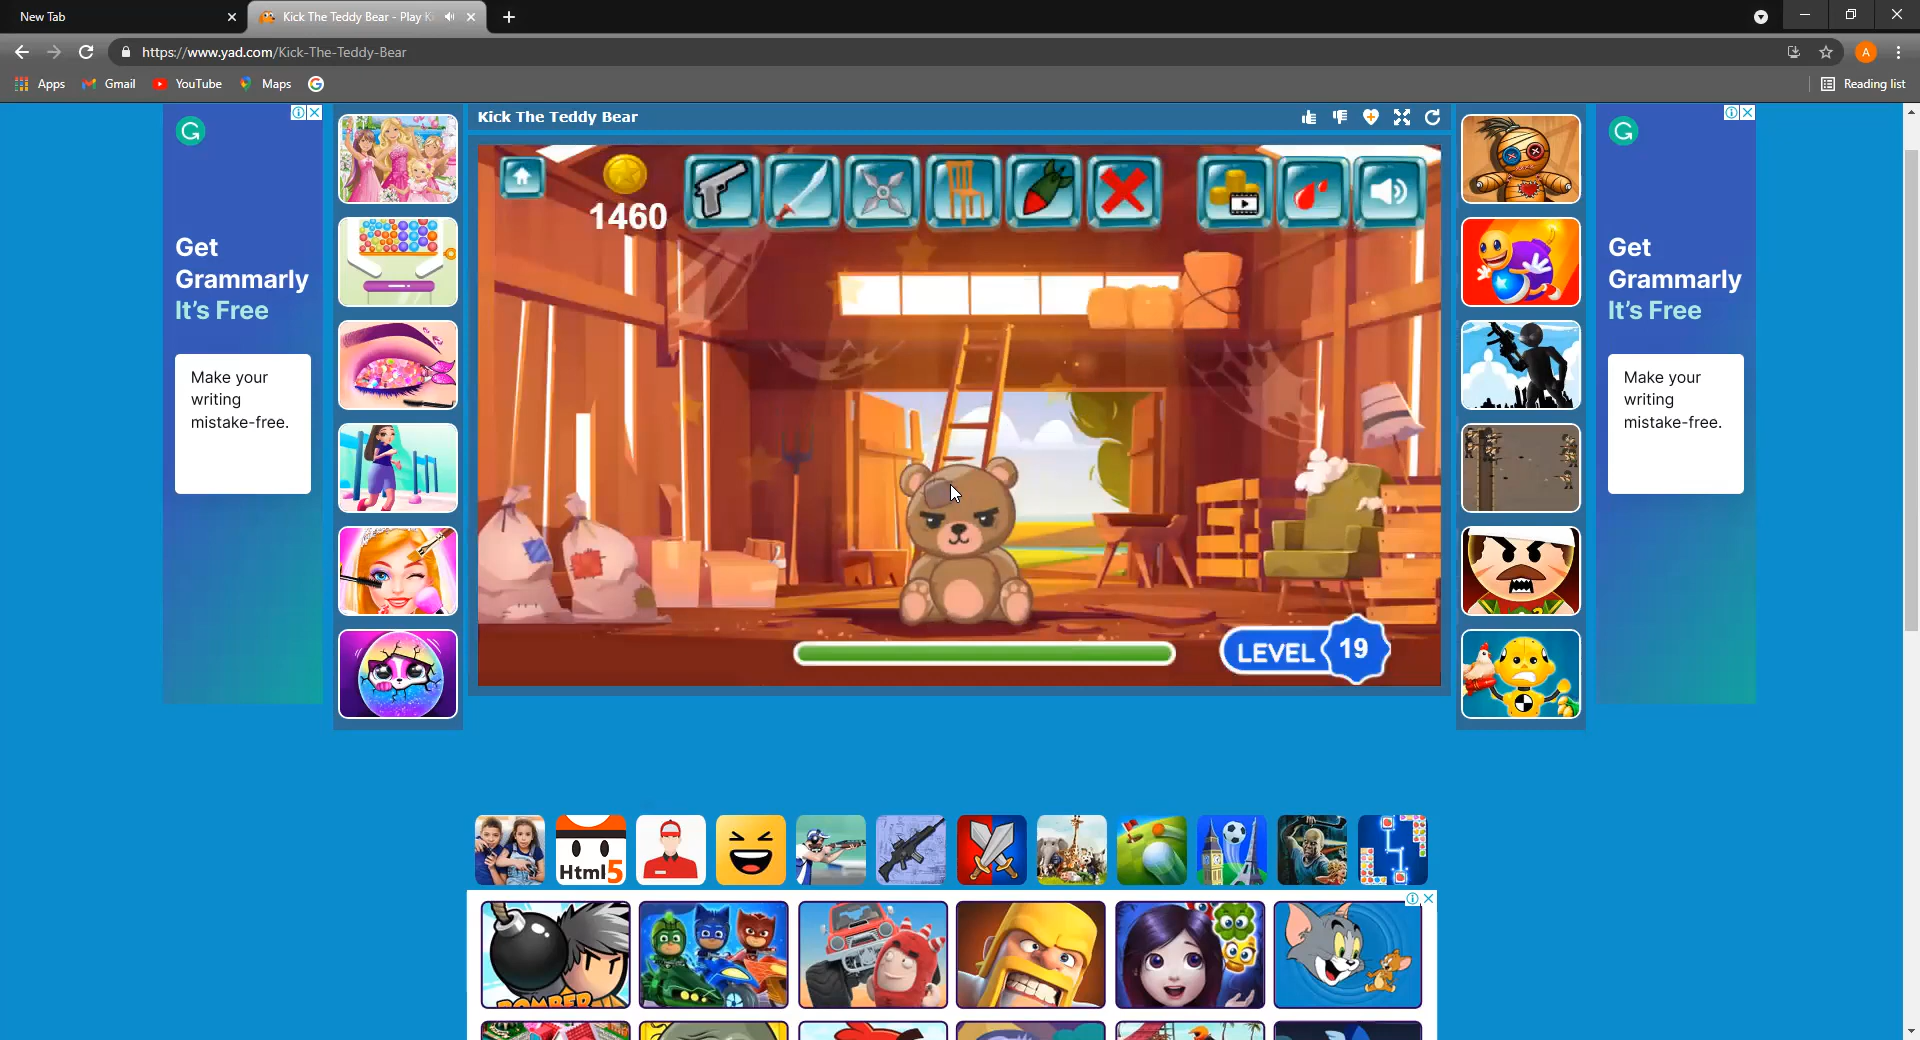 New Tab
Kick The Teddy Bear - Play Ki
https://www.yad.com/Kick-The-Teddy-Bear
A
Apps
Gmail
YouTube
Maps
Reading list
Kick The Teddy Bear
1460
LEVEL 19
Get
Grammarly
It's Free
Make your
writing
mistake-free.
Get
Grammarly
It's Free
Make your
writing
mistake-free.
Html5
BOMBER